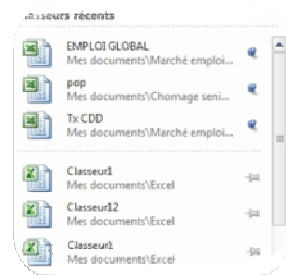 classeurs récents
EMPLOI GLOBAL
Mes documents\Marché emploi...
pop
Mes documents\Chomage seni...
Tx CDD
Mes documents\Marché emploi...
Classeur1
Mes documents\Excel
Classeur12
Mes documents\Excel
Classeur2
Mes documents\Excel